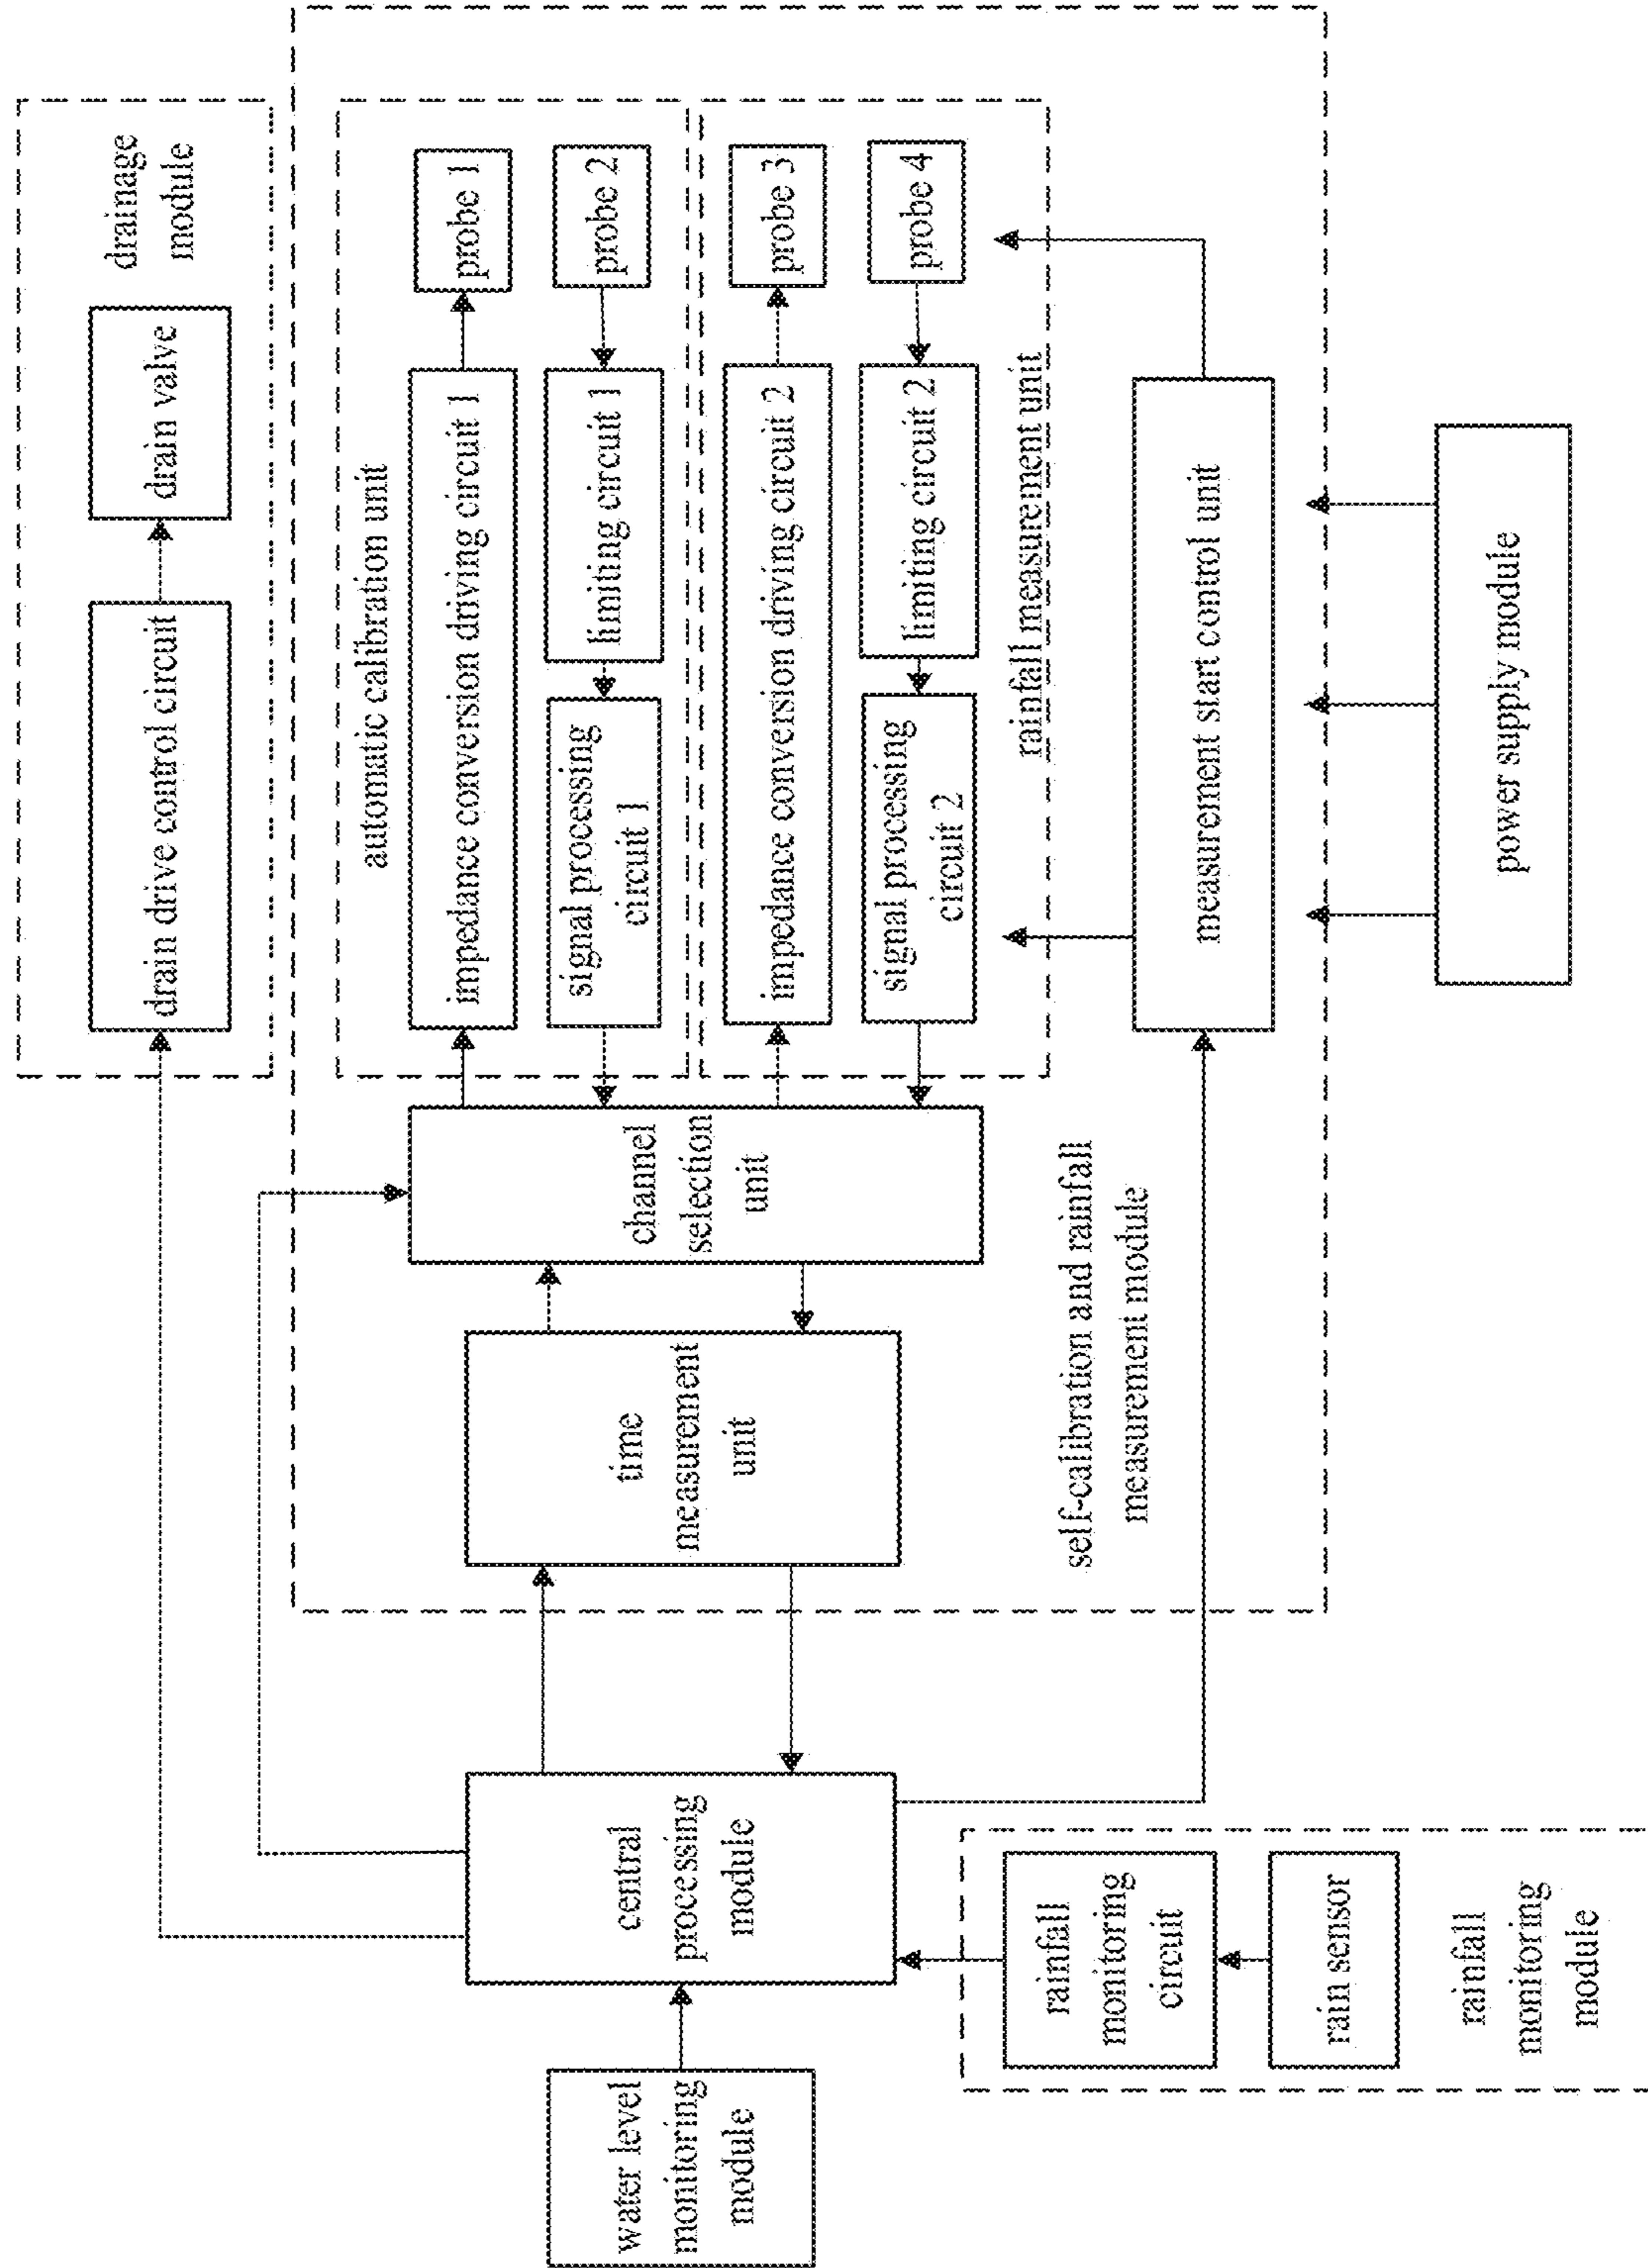 drainage
module
drain drive control circuit
drain valve
automatic calibration unit
impedance conversion driving circuit 1
probe 1
signal processing
circuit 1
limiting circuit 1
probe 2
impedance conversion driving circuit 2
probe 3
signal processing
circuit 2
limiting circuit 2
probe 4
rainfall measurement unit
channel
selection
unit
time
measurement
unit
central
processing
module
water level
monitoring
module
self-calibration and rainfall
measurement module
measurement start control unit
rainfall
monitoring
circuit
rain sensor
rainfall
monitoring
module
power supply module